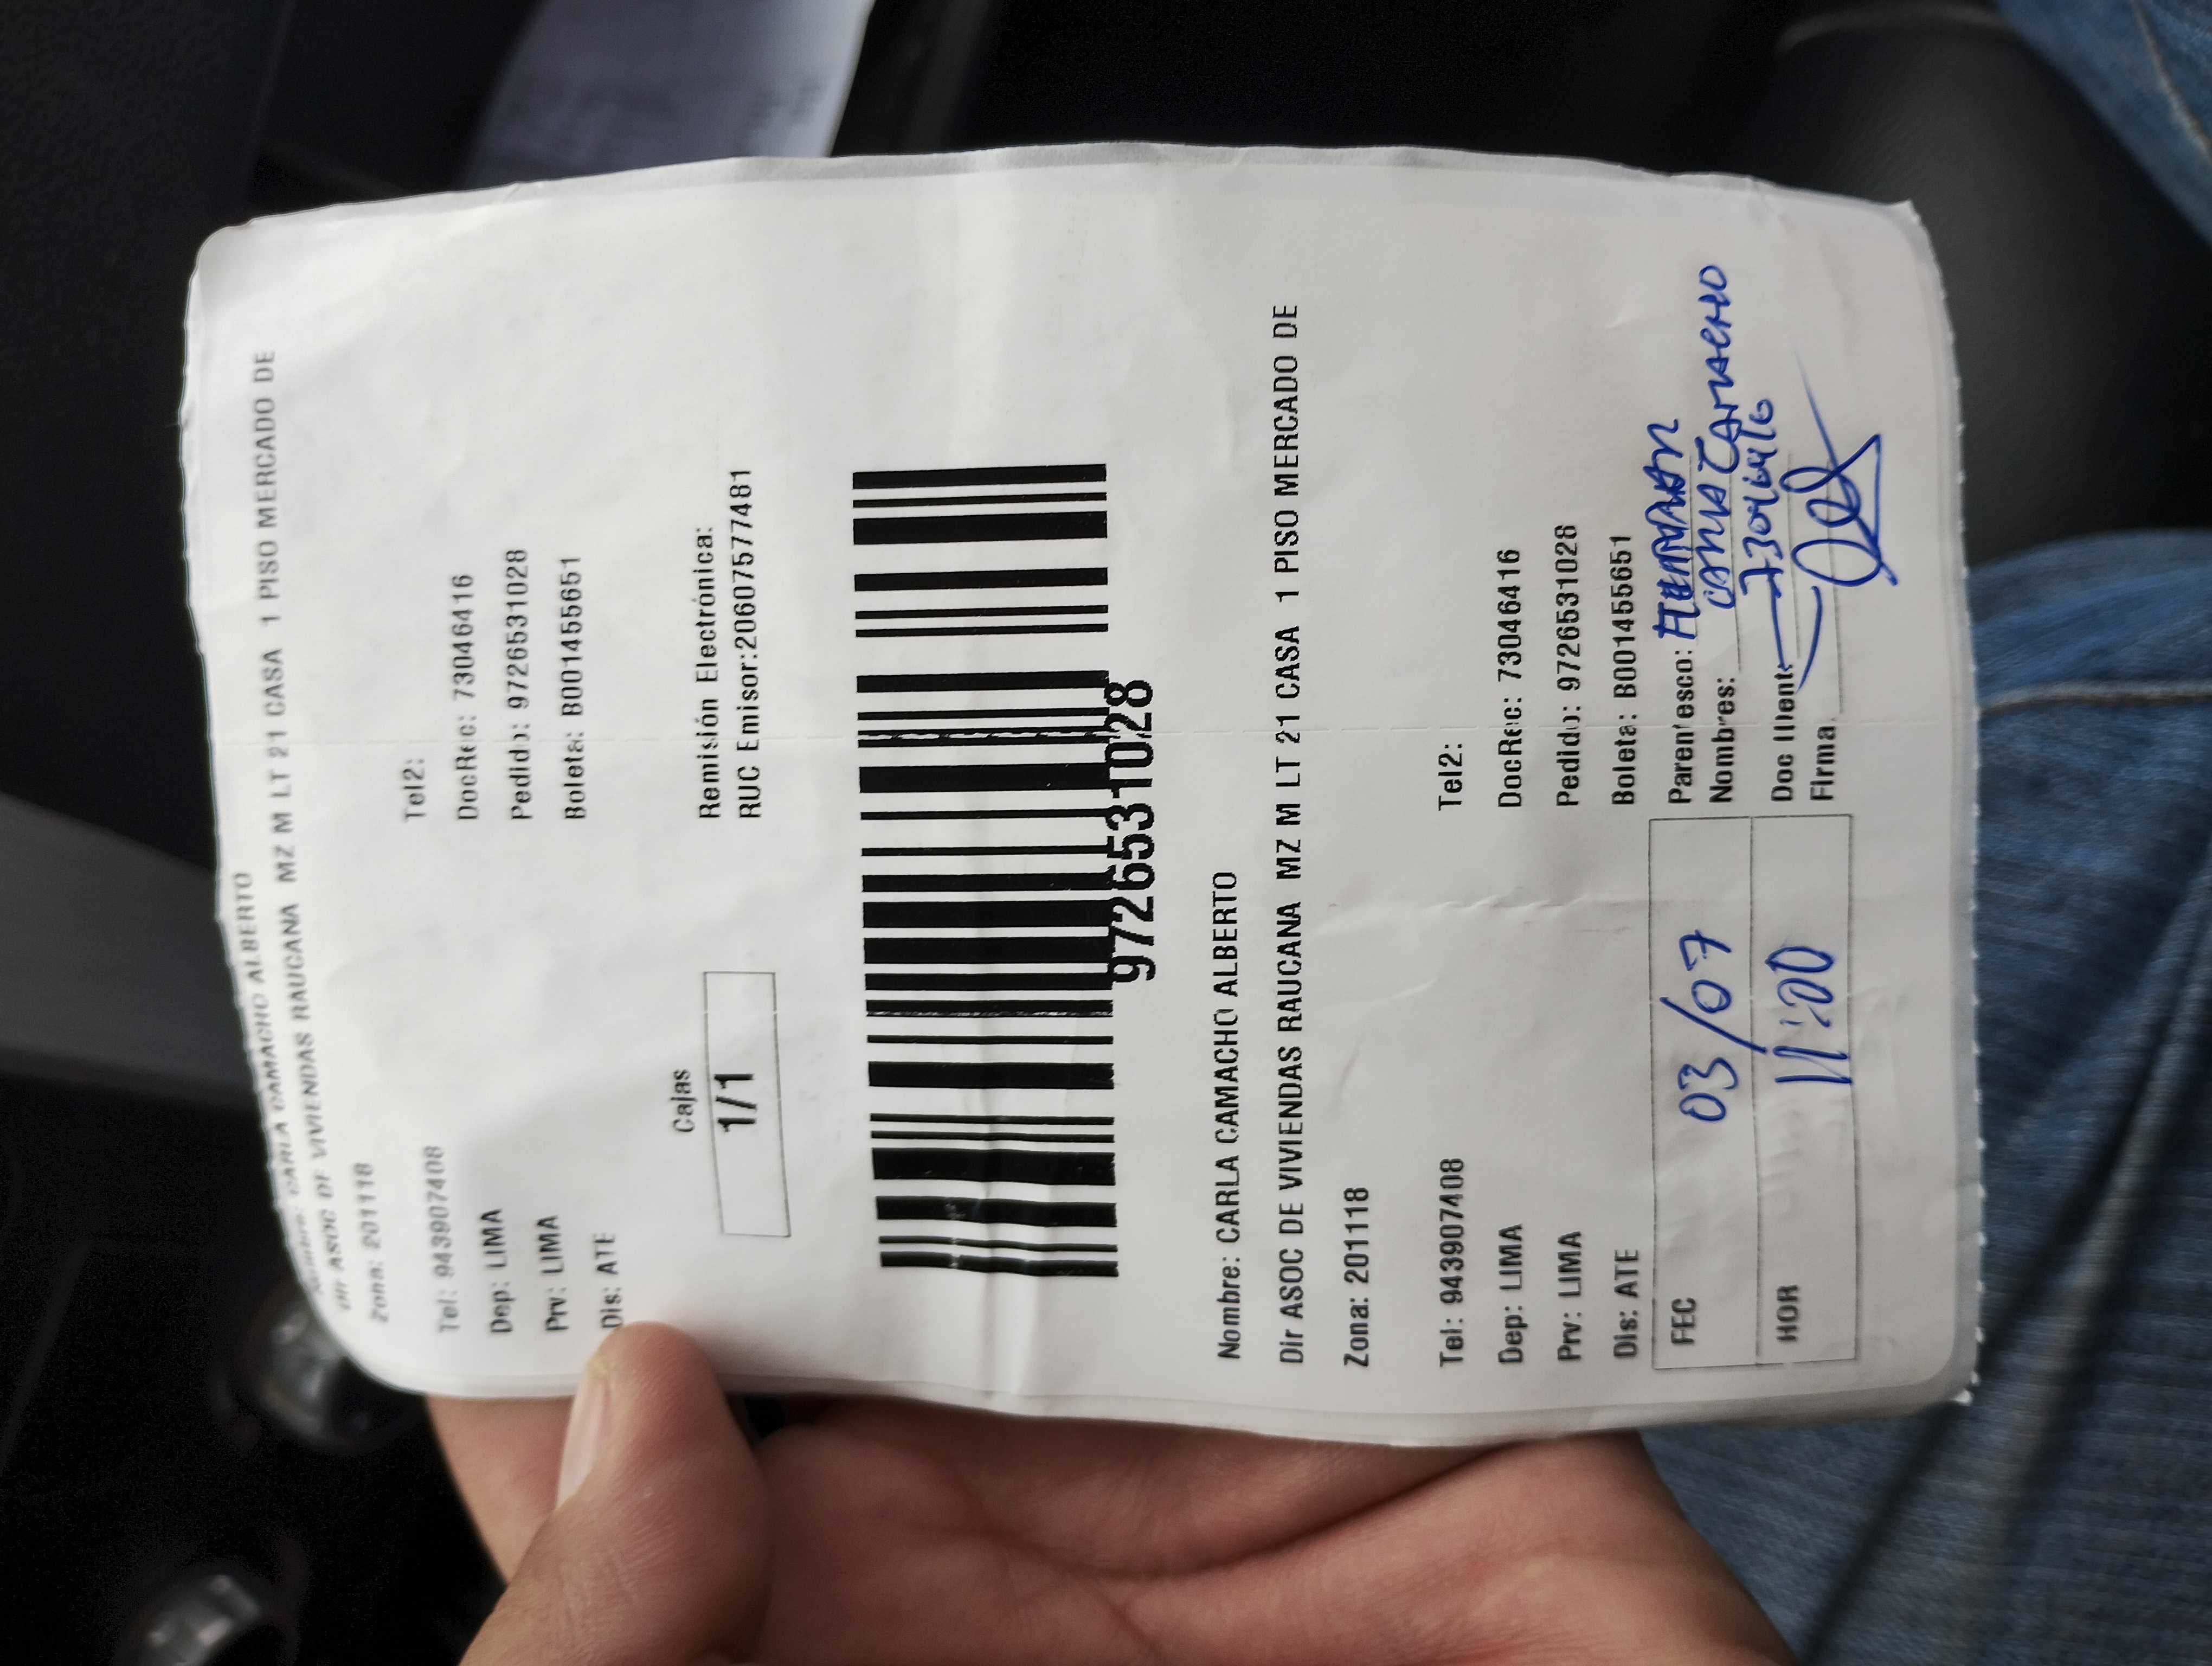 Nombre: CARLA CAMACHO ALBERTO
Dir ASOC DE VIVIENDAS RAUCANA MZ M LT 21 CASA 1 PISO MERCADO DE
Zona: 201118
Tel: 943907408 Tel2:
Dep: LIMA DocRec: 73046416
Prv: LIMA Pedido: 9726531028
Dis: ATE Boleta: B001455651
Cajas
1/1
Remisión Electrónica:
RUC Emisor:20607577481
9726531028
Nombre: CARLA CAMACHO ALBERTO
Dir ASOC DE VIVIENDAS RAUCANA MZ M LT 21 CASA 1 PISO MERCADO DE
Zona: 201118
Tel: 943907408 Tel2:
Dep: LIMA DocRec: 73046416
Prv: LIMA Pedido: 9726531028
Dis: ATE Boleta: B001455651
FEC 03/07
HOR 11:00
Parentesco:
Nombres: CAMACHO
Doc Ident:
Firma